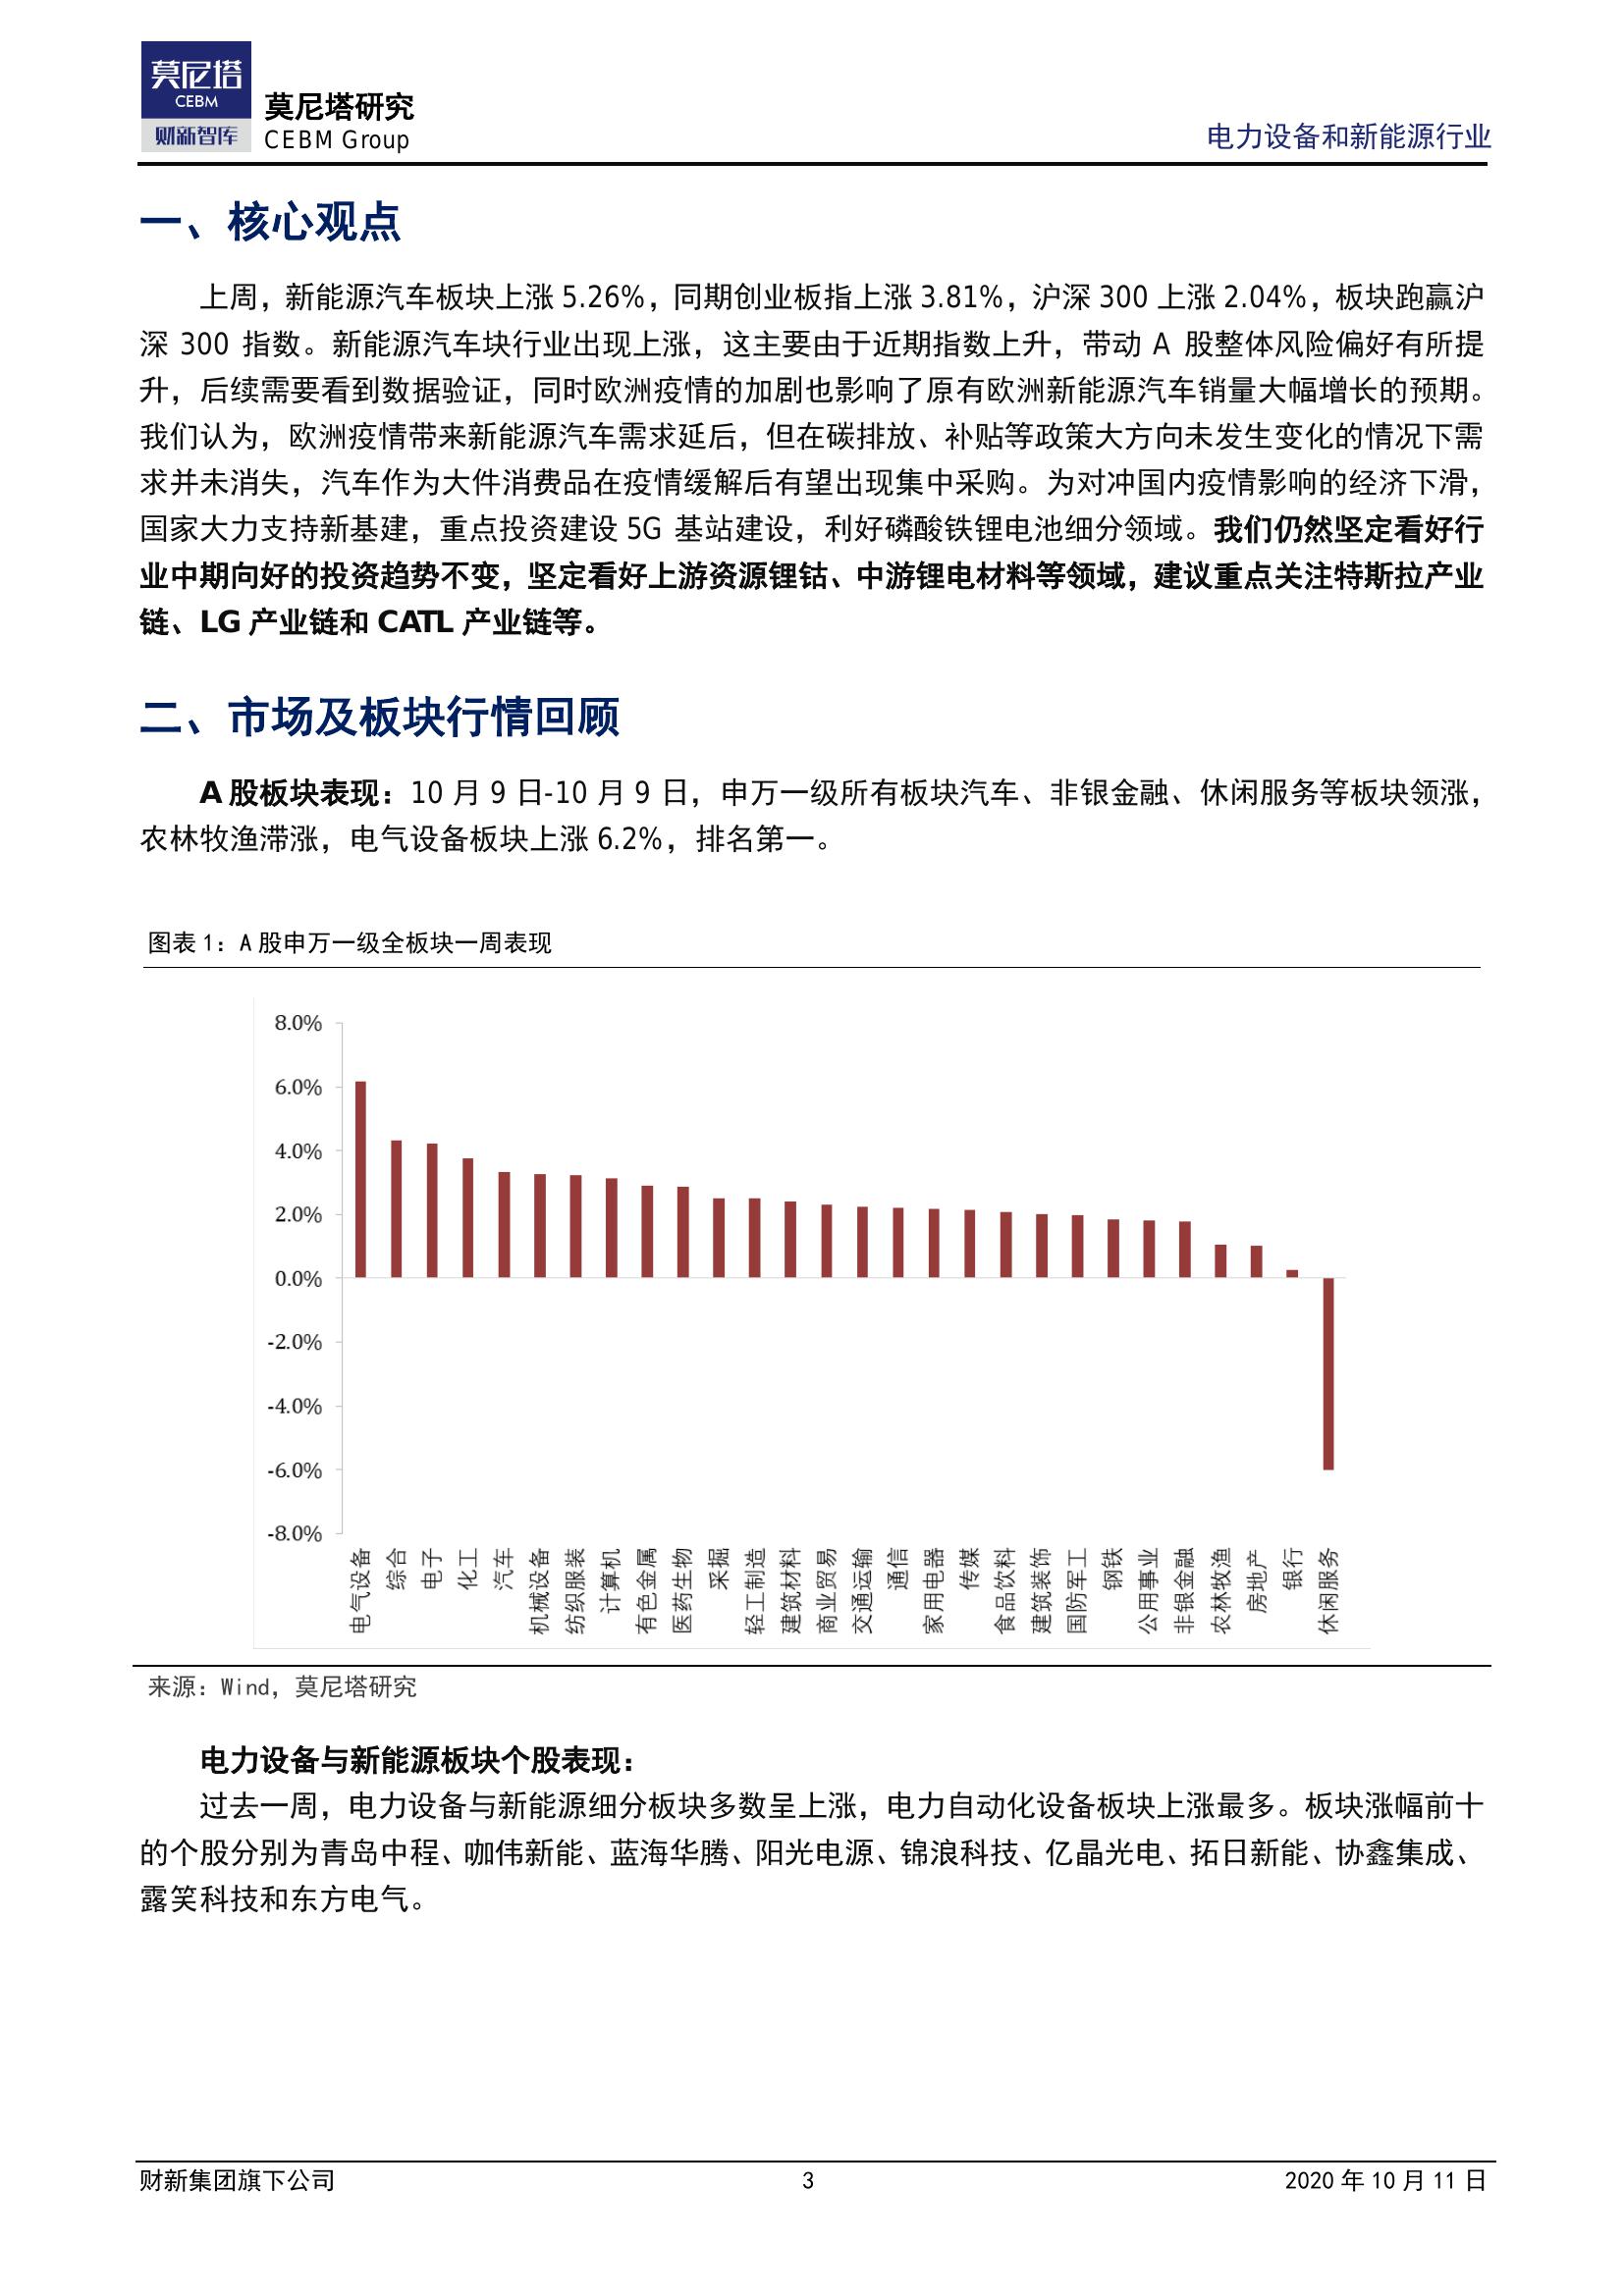 莫尼塔
CEBM
财新智库
莫尼塔研究
CEBM Group
电力设备和新能源行业
一、核心观点
上周，新能源汽车板块上涨 5.26%，同期创业板指上涨 3.81%，沪深 300 上涨 2.04%，板块跑赢沪
深 300 指数。新能源汽车块行业出现上涨，这主要由于近期指数上升，带动 A 股整体风险偏好有所提
升，后续需要看到数据验证，同时欧洲疫情的加剧也影响了原有欧洲新能源汽车销量大幅增长的预期。
我们认为，欧洲疫情带来新能源汽车需求延后，但在碳排放、补贴等政策大方向未发生变化的情况下需
求并未消失，汽车作为大件消费品在疫情缓解后有望出现集中采购。为对冲国内疫情影响的经济下滑，
国家大力支持新基建，重点投资建设 5G 基站建设，利好磷酸铁锂电池细分领域。我们仍然坚定看好行
业中期向好的投资趋势不变，坚定看好上游资源锂钴、中游锂电材料等领域，建议重点关注特斯拉产业
链、LG 产业链和 CATL 产业链等。
二、市场及板块行情回顾
A 股板块表现：10 月 9 日-10 月 9 日，申万一级所有板块汽车、非银金融、休闲服务等板块领涨，
农林牧渔滞涨，电气设备板块上涨 6.2%，排名第一。
图表 1：A 股申万一级全板块一周表现
8.0%
6.0%
4.0%
2.0%
0.0%
-2.0%
-4.0%
-6.0%
-8.0%
电气设备
综合
电子
化工
汽车
机械设备
纺织服装
计算机
有色金属
医药生物
采掘
轻工制造
建筑材料
商业贸易
交通运输
通信
家用电器
传媒
食品饮料
建筑装饰
国防军工
钢铁
公用事业
非银金融
农林牧渔
房地产
银行
休闲服务
来源：Wind，莫尼塔研究
电力设备与新能源板块个股表现：
过去一周，电力设备与新能源细分板块多数呈上涨，电力自动化设备板块上涨最多。板块涨幅前十
的个股分别为青岛中程、咖伟新能、蓝海华腾、阳光电源、锦浪科技、亿晶光电、拓日新能、协鑫集成、
露笑科技和东方电气。
财新集团旗下公司
3
2020 年 10 月 11 日